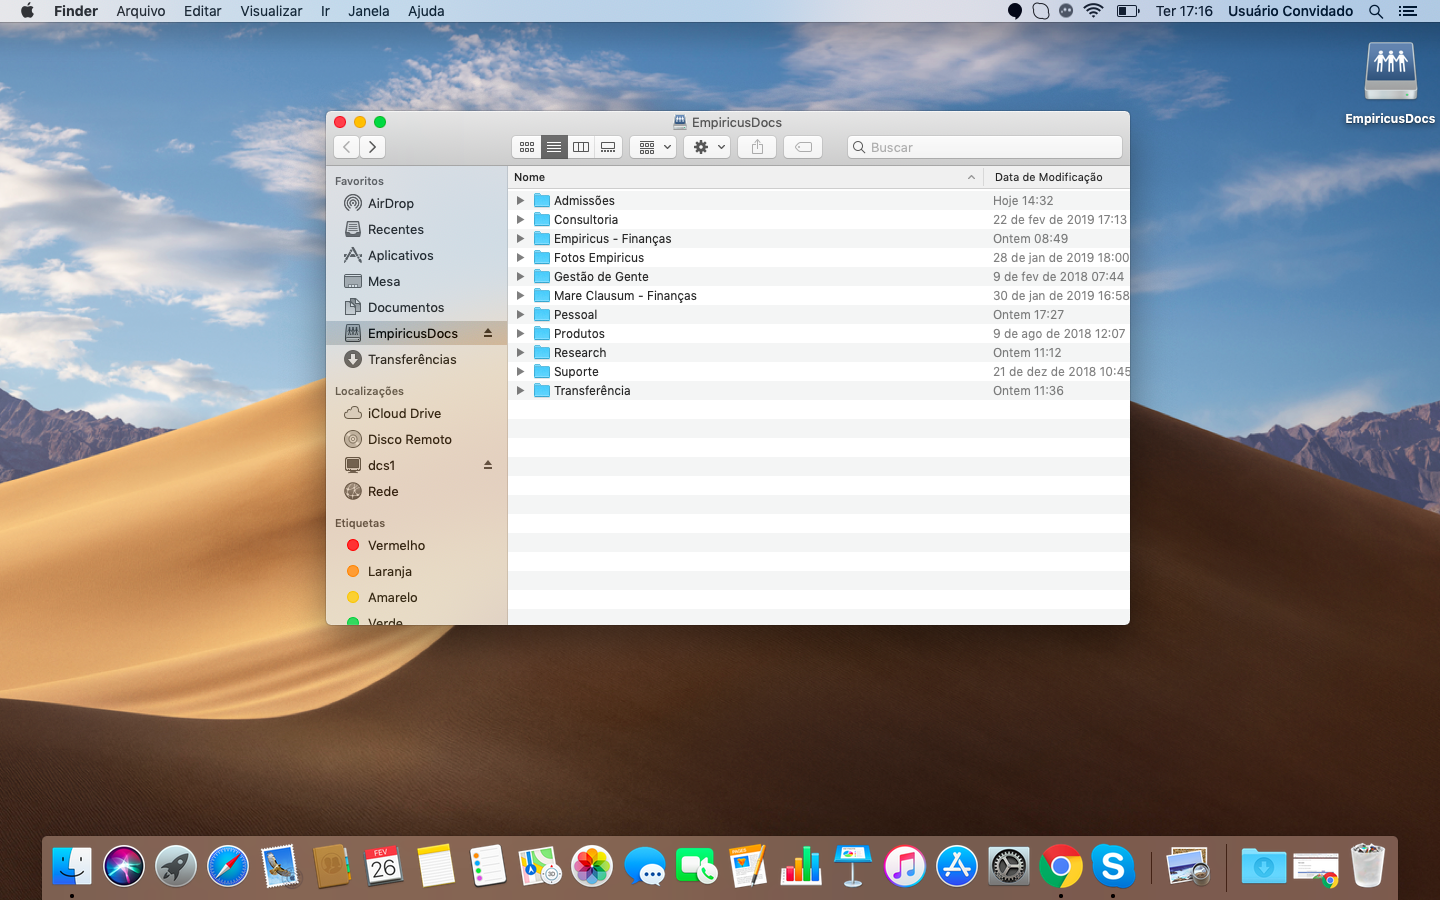 Finder Arquivo Editar Visualizar Ir Janela Ajuda Ter 17:16 Usuário Convidado
EmpiricusDocs
EmpiricusDocs
Buscar
Favoritos
AirDrop
Recentes
Aplicativos
Mesa
Documentos
EmpiricusDocs
Transferências
Localizações
iCloud Drive
Disco Remoto
dcs1
Rede
Etiquetas
Vermelho
Laranja
Amarelo
Verde
Nome Data de Modificação
Admissões Hoje 14:32
Consultoria 22 de fev de 2019 17:13
Empiricus - Finanças Ontem 08:49
Fotos Empiricus 28 de jan de 2019 18:00
Gestão de Gente 9 de fev de 2018 07:44
Mare Clausum - Finanças 30 de jan de 2019 16:58
Pessoal Ontem 17:27
Produtos 9 de ago de 2018 12:07
Research Ontem 11:12
Suporte 21 de dez de 2018 10:45
Transferência Ontem 11:36
FEV
26
3D